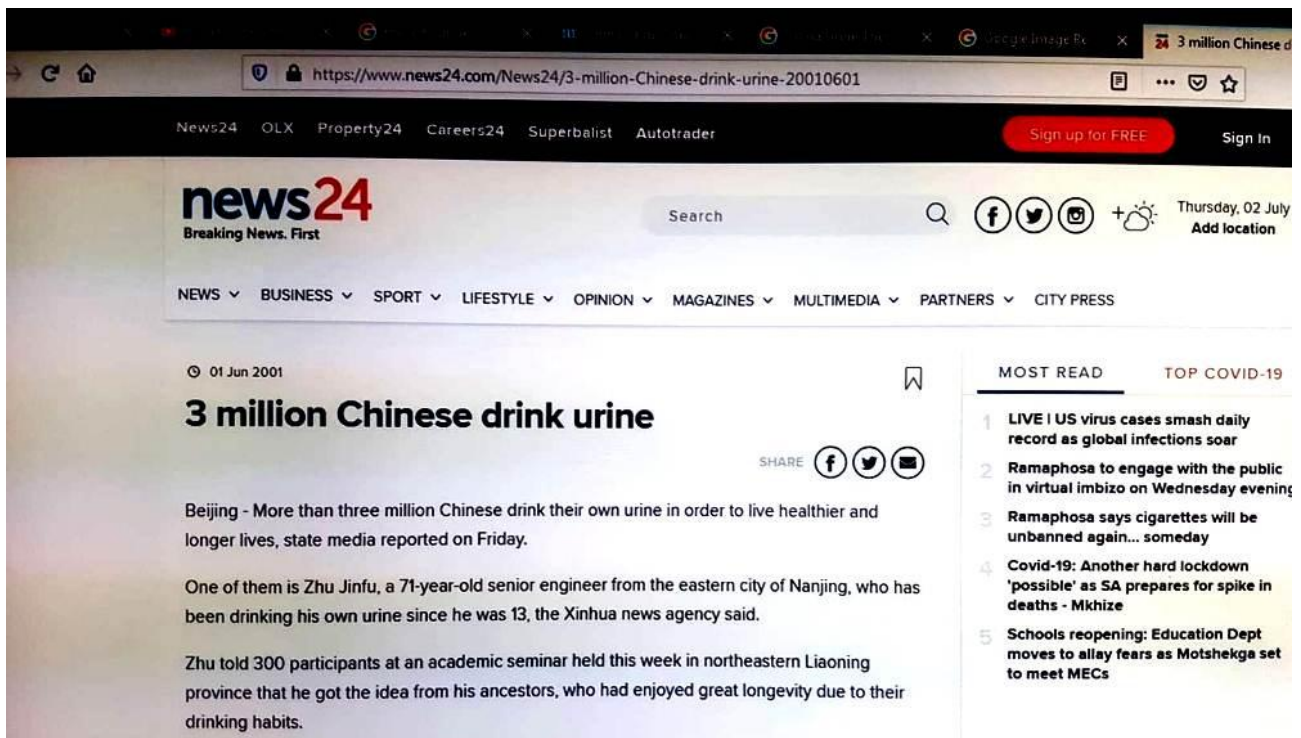 Google Image Re
24 3 million Chinese d
https://www.news24.com/News24/3-million-Chinese-drink-urine-20010601
News24 OLX Property24 Careers24 Superbalist Autotrader Sign up for FREE Sign In
news24
Breaking News. First
Search
Thursday, 02 July
Add location
NEWS BUSINESS SPORT LIFESTYLE OPINION MAGAZINES MULTIMEDIA PARTNERS CITY PRESS
01 Jun 2001
3 million Chinese drink urine
SHARE
Beijing - More than three million Chinese drink their own urine in order to live healthier and
longer lives, state media reported on Friday.
One of them is Zhu Jinfu, a 71-year-old senior engineer from the eastern city of Nanjing, who has
been drinking his own urine since he was 13, the Xinhua news agency said.
Zhu told 300 participants at an academic seminar held this week in northeastern Liaoning
province that he got the idea from his ancestors, who had enjoyed great longevity due to their
drinking habits.
MOST READ TOP COVID-19
1 LIVE | US virus cases smash daily
record as global infections soar
2 Ramaphosa to engage with the public
in virtual imbizo on Wednesday evening
3 Ramaphosa says cigarettes will be
unbanned again... someday
4 Covid-19: Another hard lockdown
'possible' as SA prepares for spike in
deaths - Mkhize
5 Schools reopening: Education Dept
moves to allay fears as Motshekga set
to meet MECs